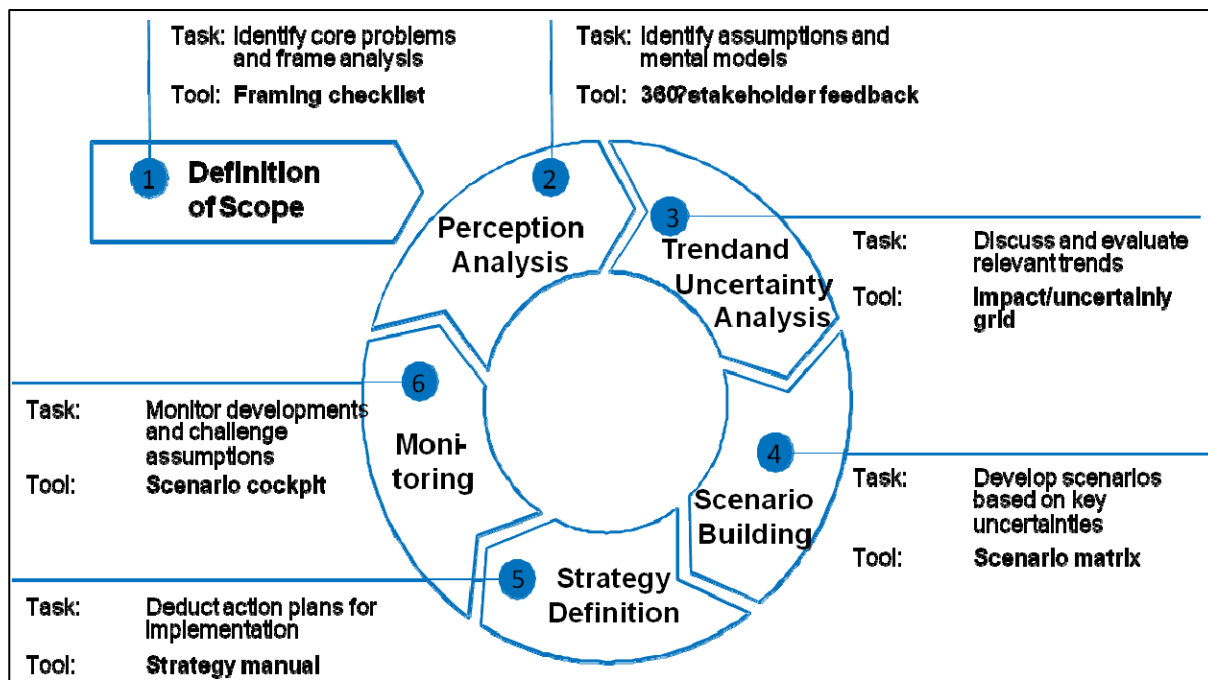 Task: Identify core problems
and frame analysis
Tool: Framing checklist
Task: Identify assumptions and
mental models
Tool: 360?stakeholder feedback
1
Definition
of Scope
2
Perception
Analysis
3
Trendand
Uncertainty
Analysis
Task: Discuss and evaluate
relevant trends
Tool: Impact/uncertainly
grid
6
Moni-
toring
Task: Monitor developments
and challenge
assumptions
Tool: Scenario cockpit
4
Scenario
Building
Task: Develop scenarios
based on key
uncertainties
Tool: Scenario matrix
5
Strategy
Definition
Task: Deduct action plans for
Implementation
Tool: Strategy manual